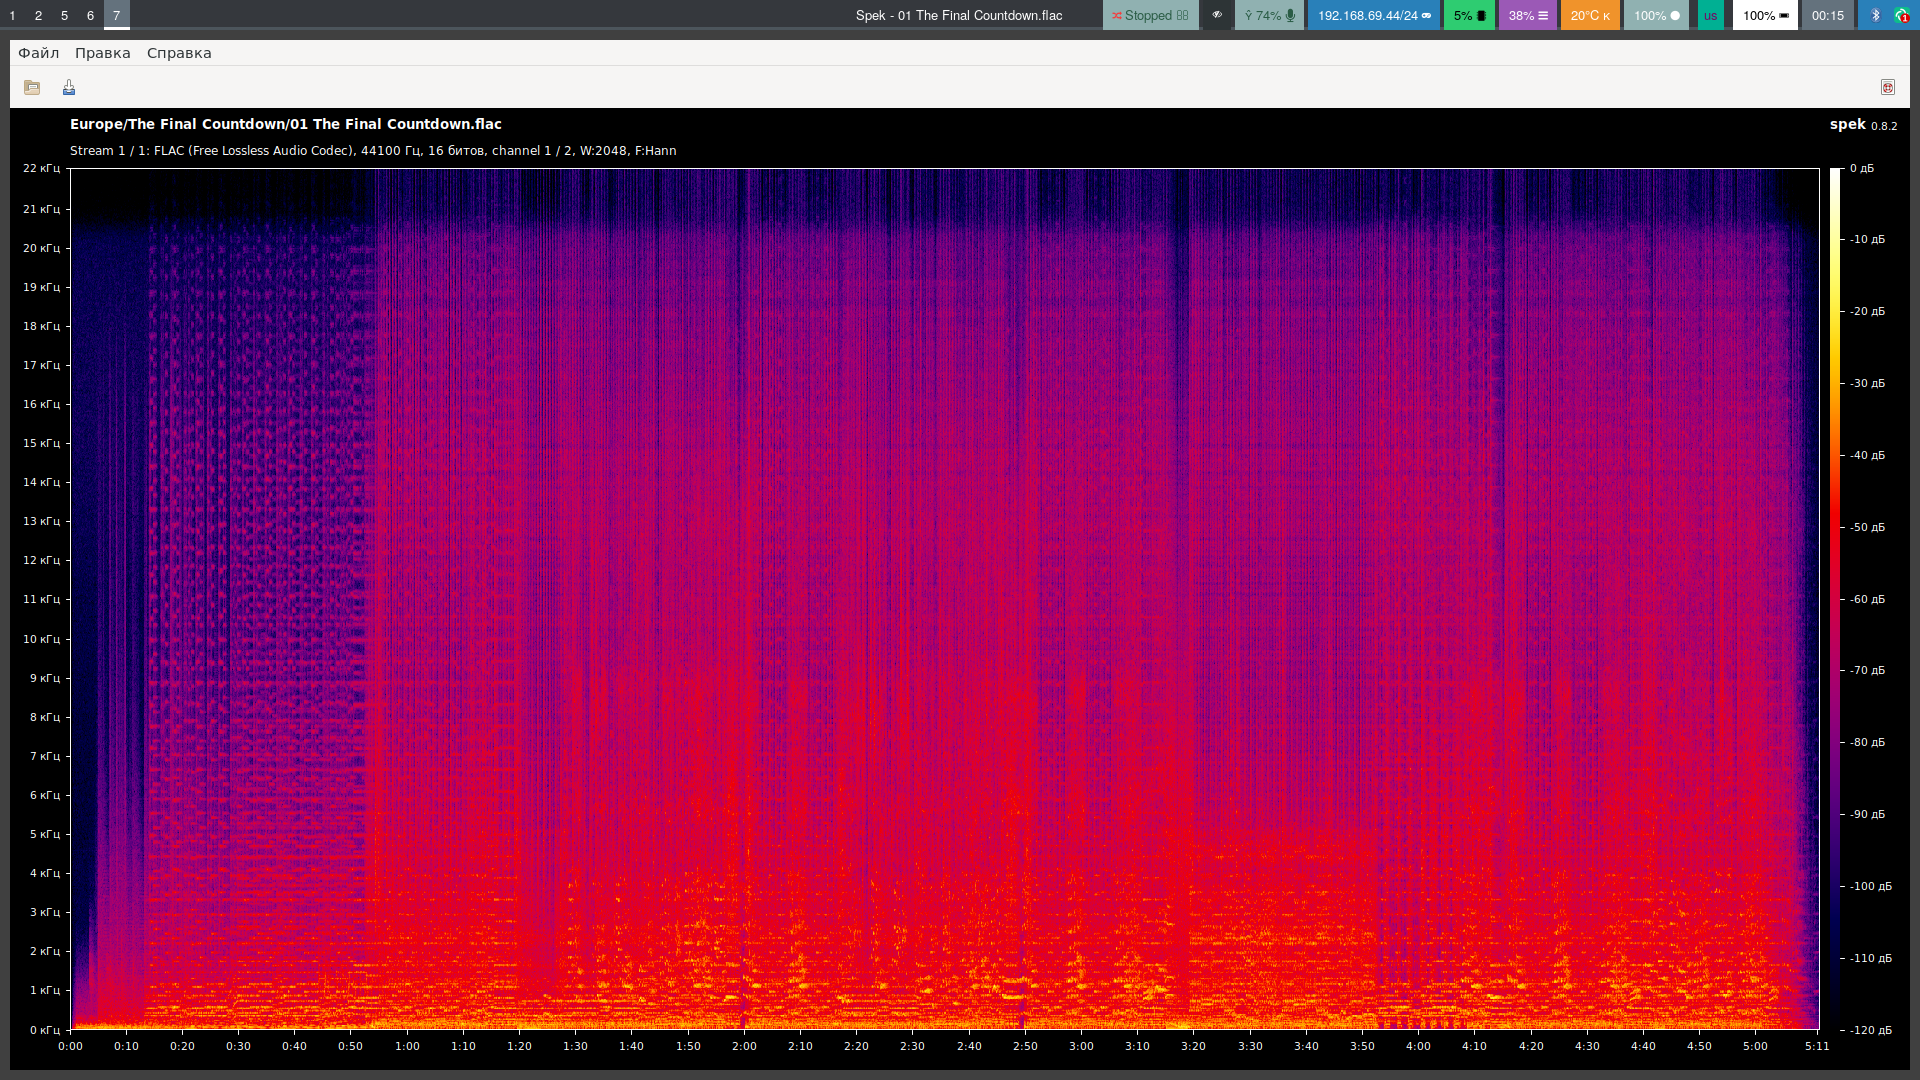 1 2 5 6 7 Spek - 01 The Final Countdown.flac Stopped 74% 192.168.69.44/24 5% 38% 20°C к 100% us 100% 00:15 1
Файл Правка Справка
Europe/The Final Countdown/01 The Final Countdown.flac spek 0.8.2
Stream 1 / 1: FLAC (Free Lossless Audio Codec), 44100 Гц, 16 битов, channel 1 / 2, W:2048, F:Hann
22 кГц
21 кГц
20 кГц
19 кГц
18 кГц
17 кГц
16 кГц
15 кГц
14 кГц
13 кГц
12 кГц
11 кГц
10 кГц
9 кГц
8 кГц
7 кГц
6 кГц
5 кГц
4 кГц
3 кГц
2 кГц
1 кГц
0 кГц
0 дБ
-10 дБ
-20 дБ
-30 дБ
-40 дБ
-50 дБ
-60 дБ
-70 дБ
-80 дБ
-90 дБ
-100 дБ
-110 дБ
-120 дБ
0:00 0:10 0:20 0:30 0:40 0:50 1:00 1:10 1:20 1:30 1:40 1:50 2:00 2:10 2:20 2:30 2:40 2:50 3:00 3:10 3:20 3:30 3:40 3:50 4:00 4:10 4:20 4:30 4:40 4:50 5:00 5:11